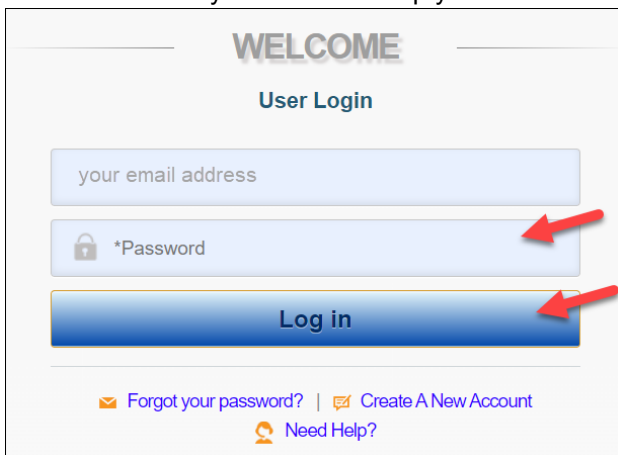 WELCOME
User Login
your email address
*Password
Log in
Forgot your password? | Create A New Account
Need Help?